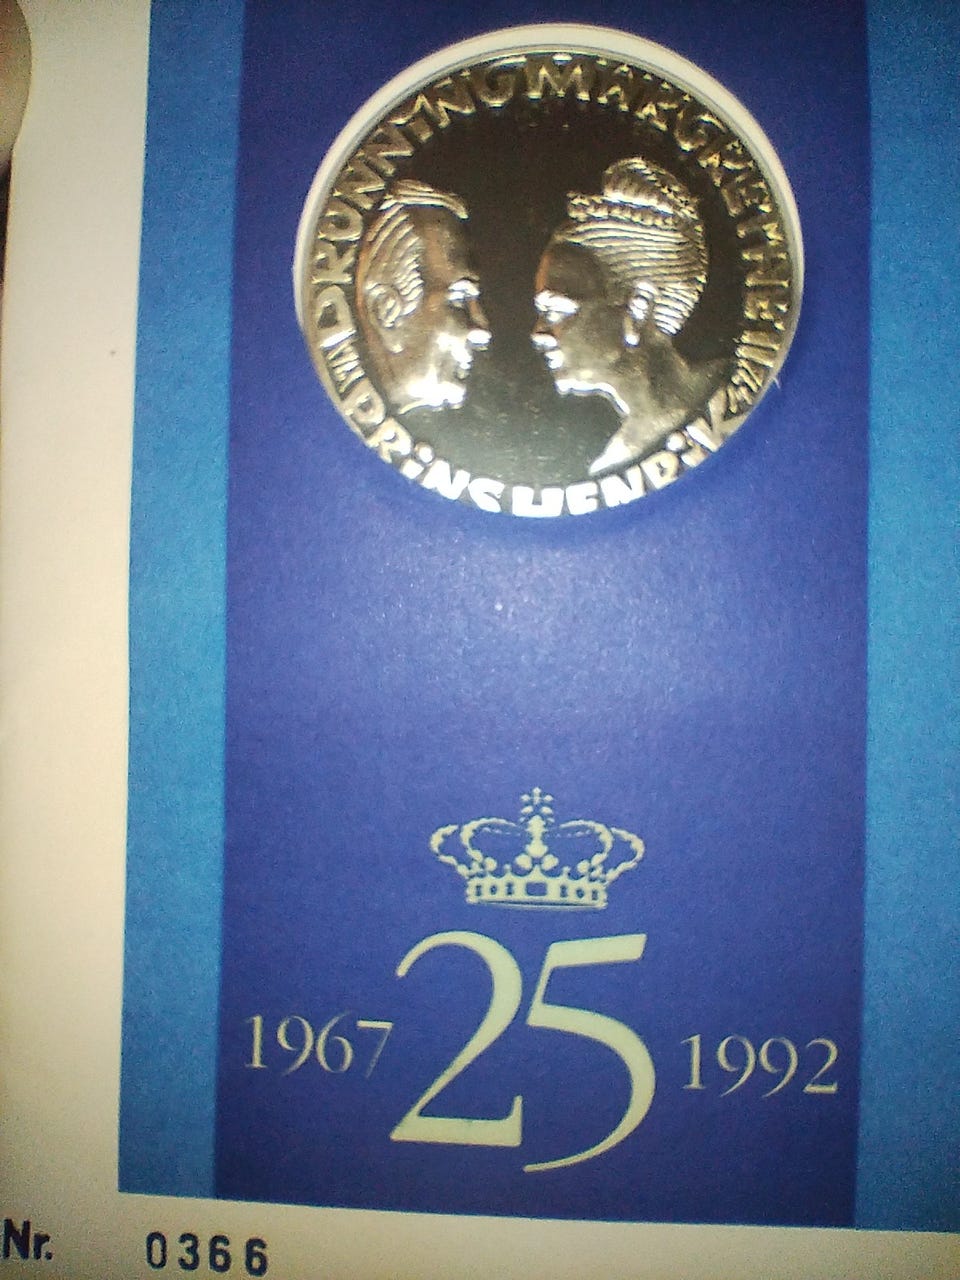 DRONNiNG MARGRETHE II
PRiNS HENRiK
25
1967 1992
Nr. 0366